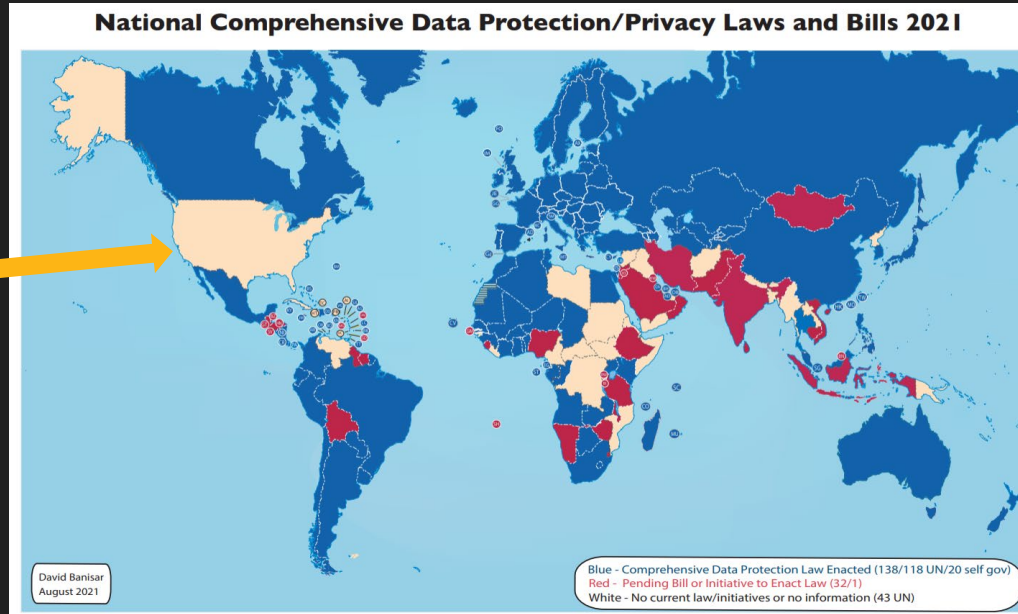 National Comprehensive Data Protection/Privacy Laws and Bills 2021
David Banisar
August 2021
Blue - Comprehensive Data Protection Law Enacted (138/118 UN/20 self gov)
Red - Pending Bill or Initiative to Enact Law (32/1)
White - No current law/initiatives or no information (43 UN)